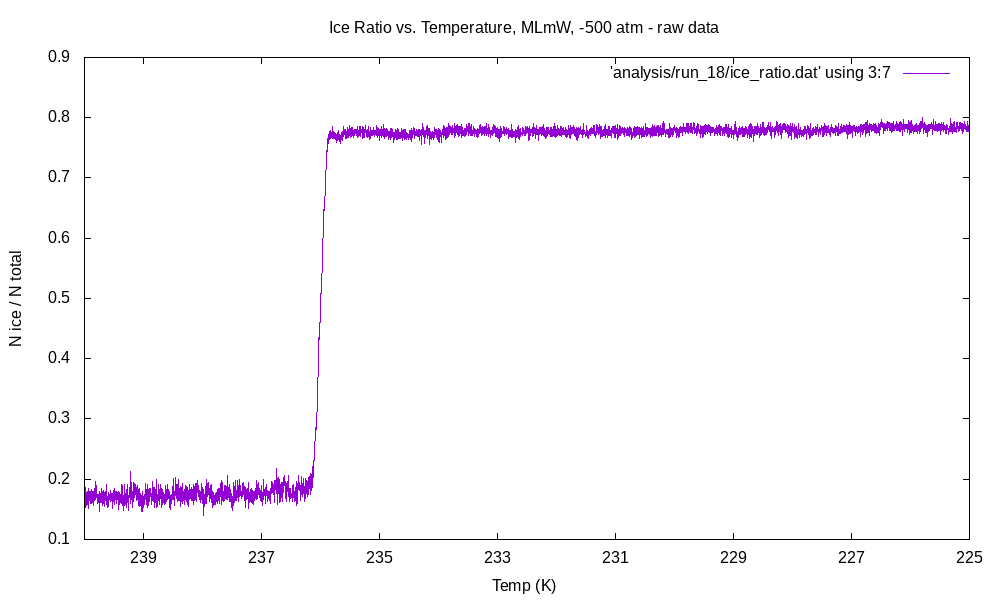 Ice Ratio vs. Temperature, MLmW, -500 atm - raw data
'analysis/run_18/ice_ratio.dat' using 3:7
N ice / N total
0.9
0.8
0.7
0.6
0.5
0.4
0.3
0.2
0.1
239 237 235 233 231 229 227 225
Temp (K)